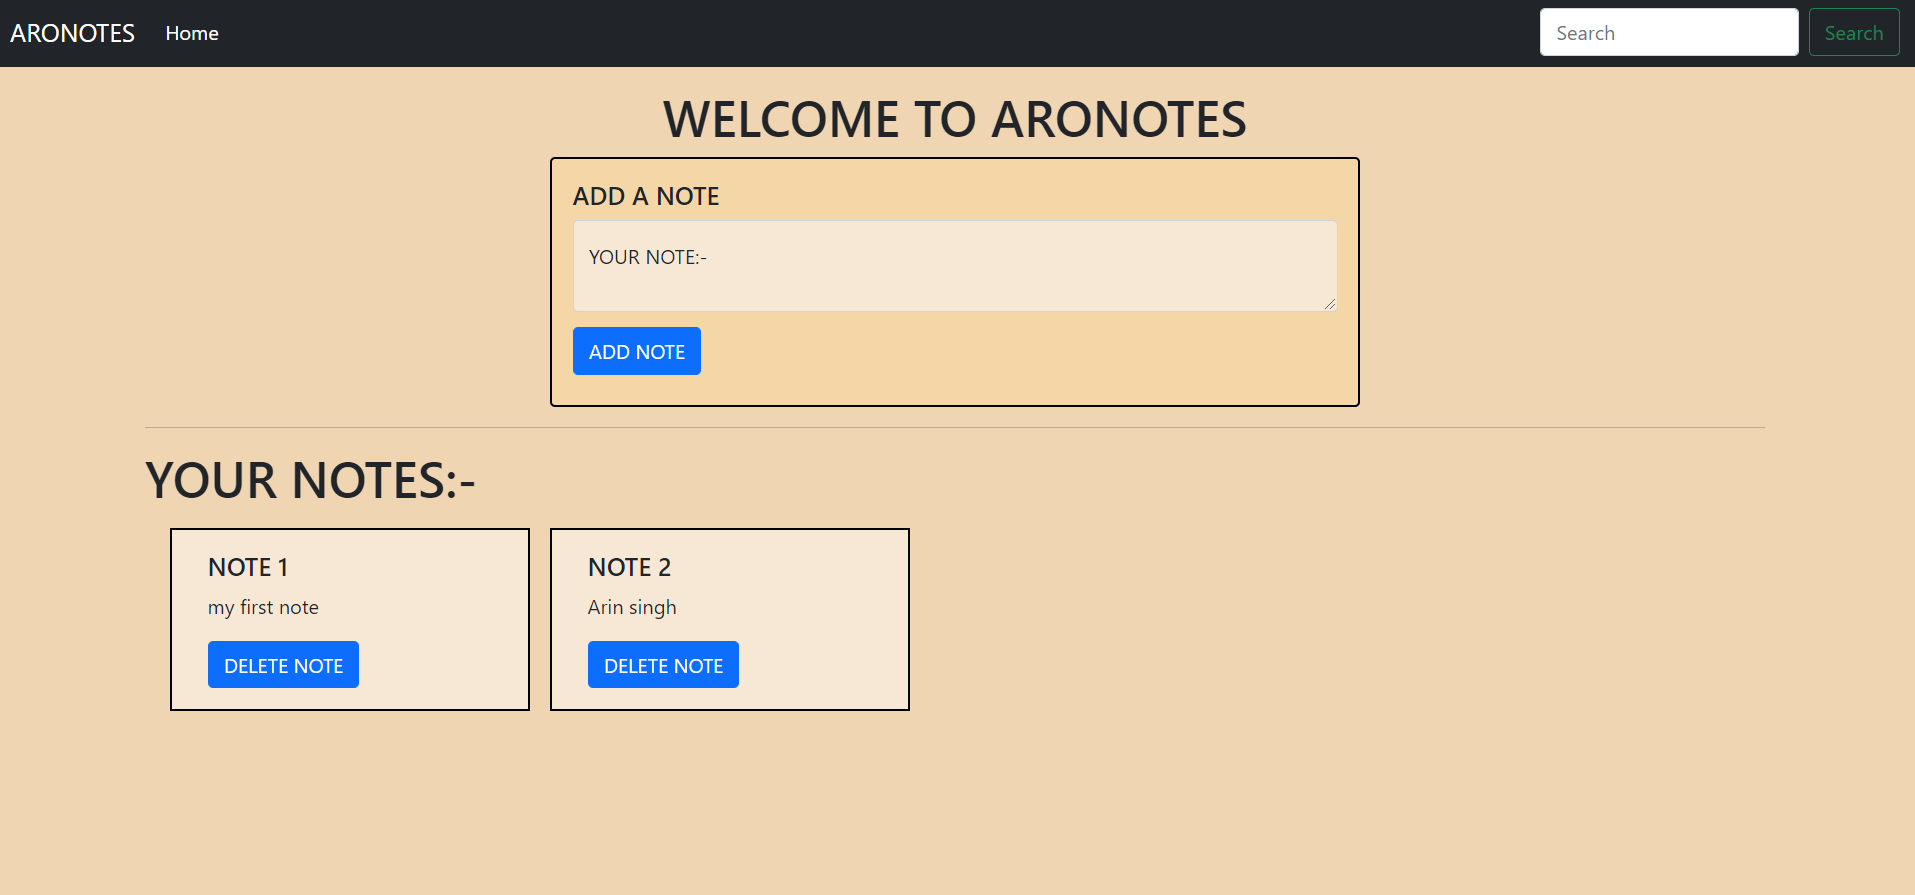 ARONOTES Home Search Search
WELCOME TO ARONOTES
ADD A NOTE
YOUR NOTE:-
ADD NOTE
YOUR NOTES:-
NOTE 1
my first note
DELETE NOTE
NOTE 2
Arin singh
DELETE NOTE